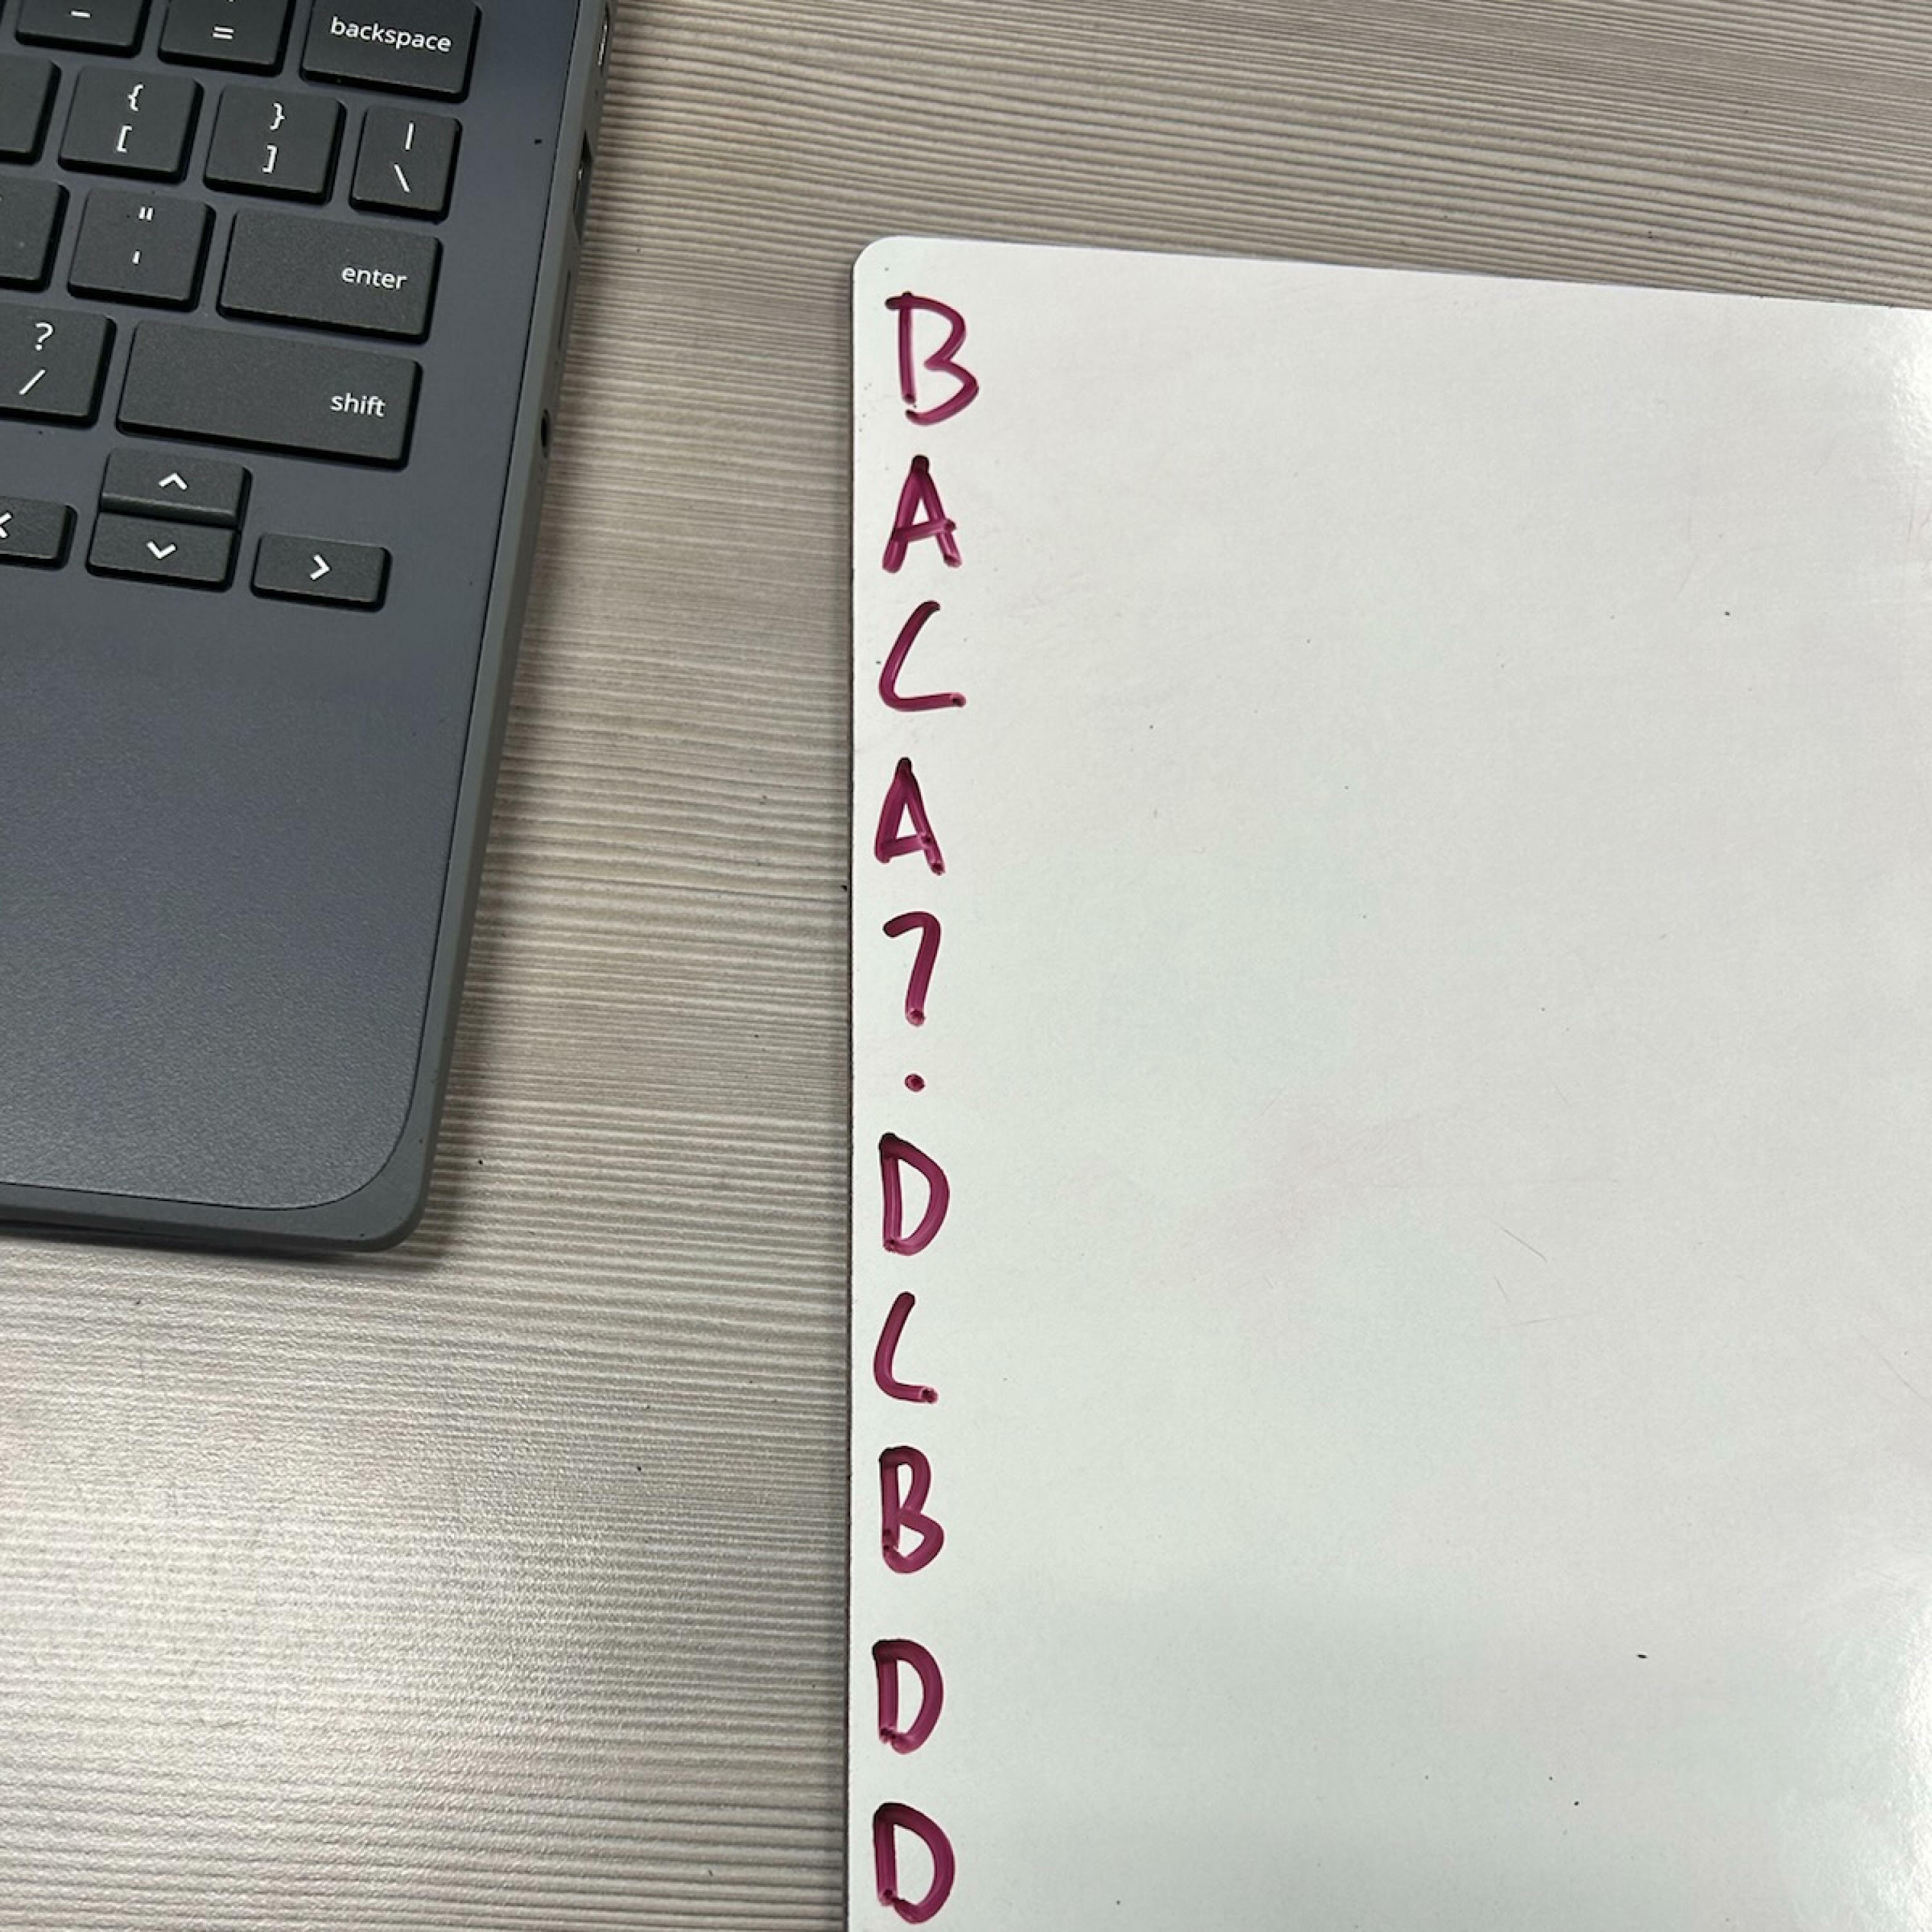 - =
backspace
{ } |
[ ] \
" '
enter
? /
shift
^
< v >
B
A
C
A
?
D
C
B
D
D